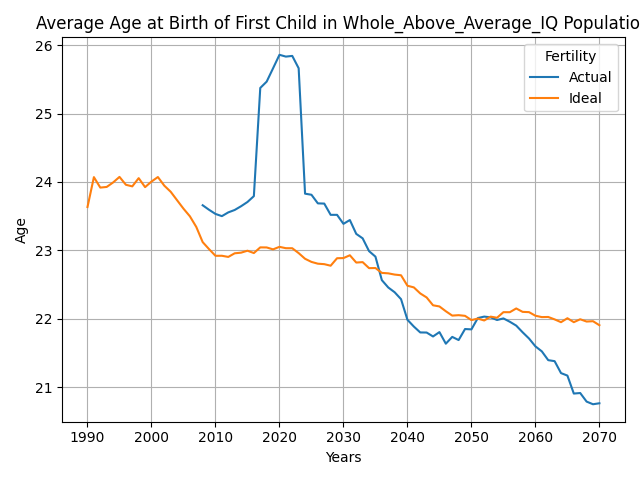 Average Age at Birth of First Child in Whole_Above_Average_IQ Populatio
Fertility
Actual
Ideal
26
25
24
23
22
21
Age
1990 2000 2010 2020 2030 2040 2050 2060 2070
Years